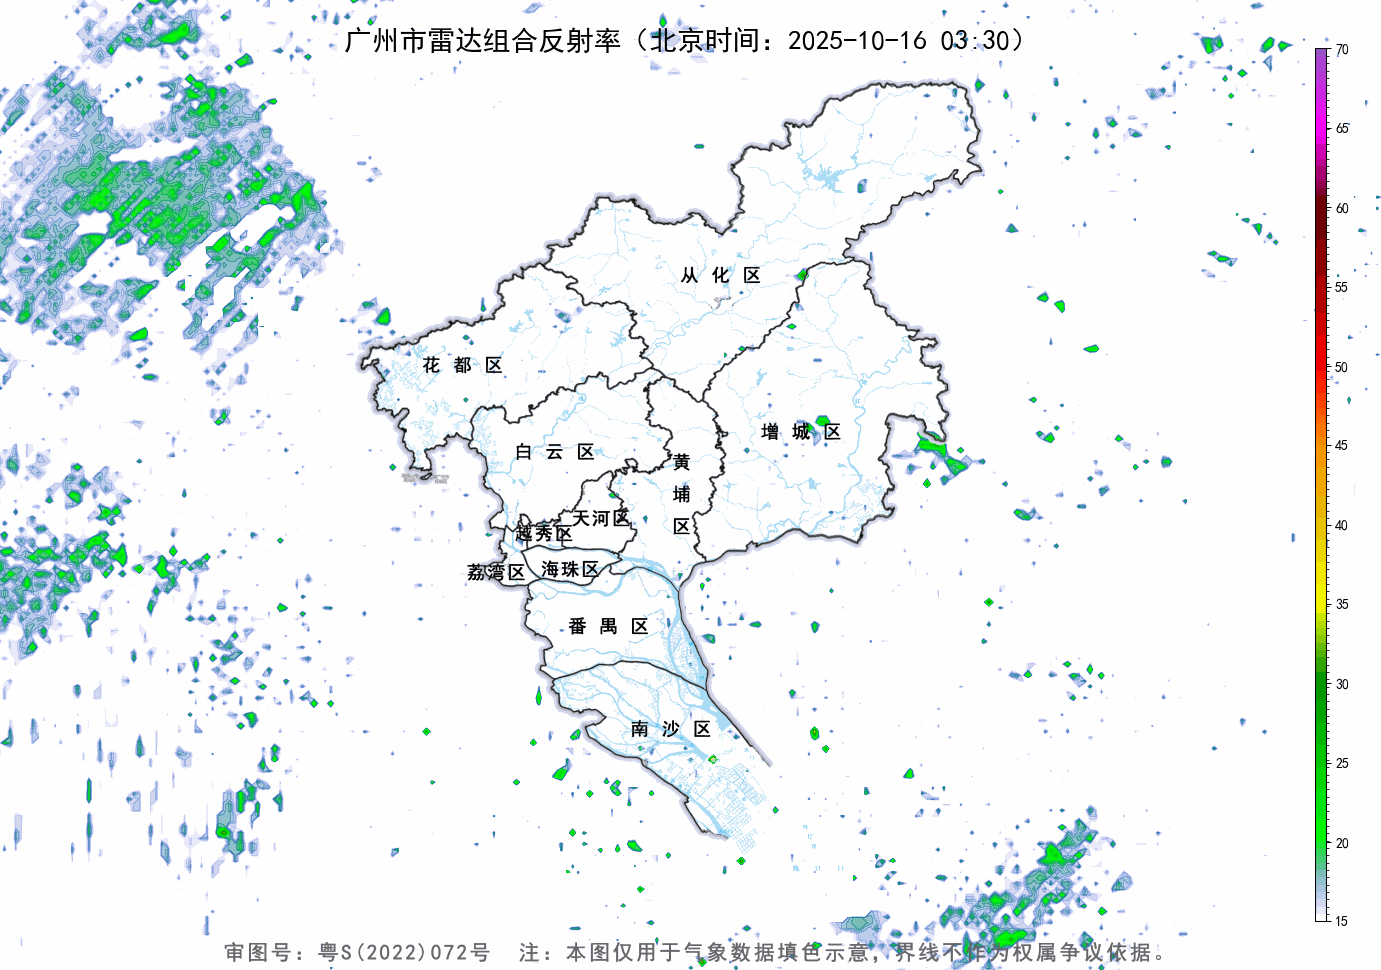 广州市雷达组合反射率（北京时间：2025-10-16 03:30）
70
65
60
55
50
45
40
35
30
25
20
15
从化区
花都区
增城区
白云区
黄埔区
天河区
越秀区
荔湾区
海珠区
番禺区
南沙区
审图号：粤S(2022)072号 注：本图仅用于气象数据填色示意，界线不作为权属争议依据。